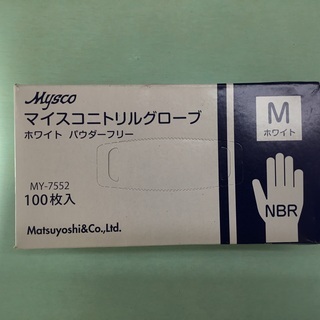 Mysco
マイスコニトリルグローブ
ホワイト パウダーフリー
M
ホワイト
MY-7552
100枚入
NBR
Matsuyoshi&Co.,Ltd.